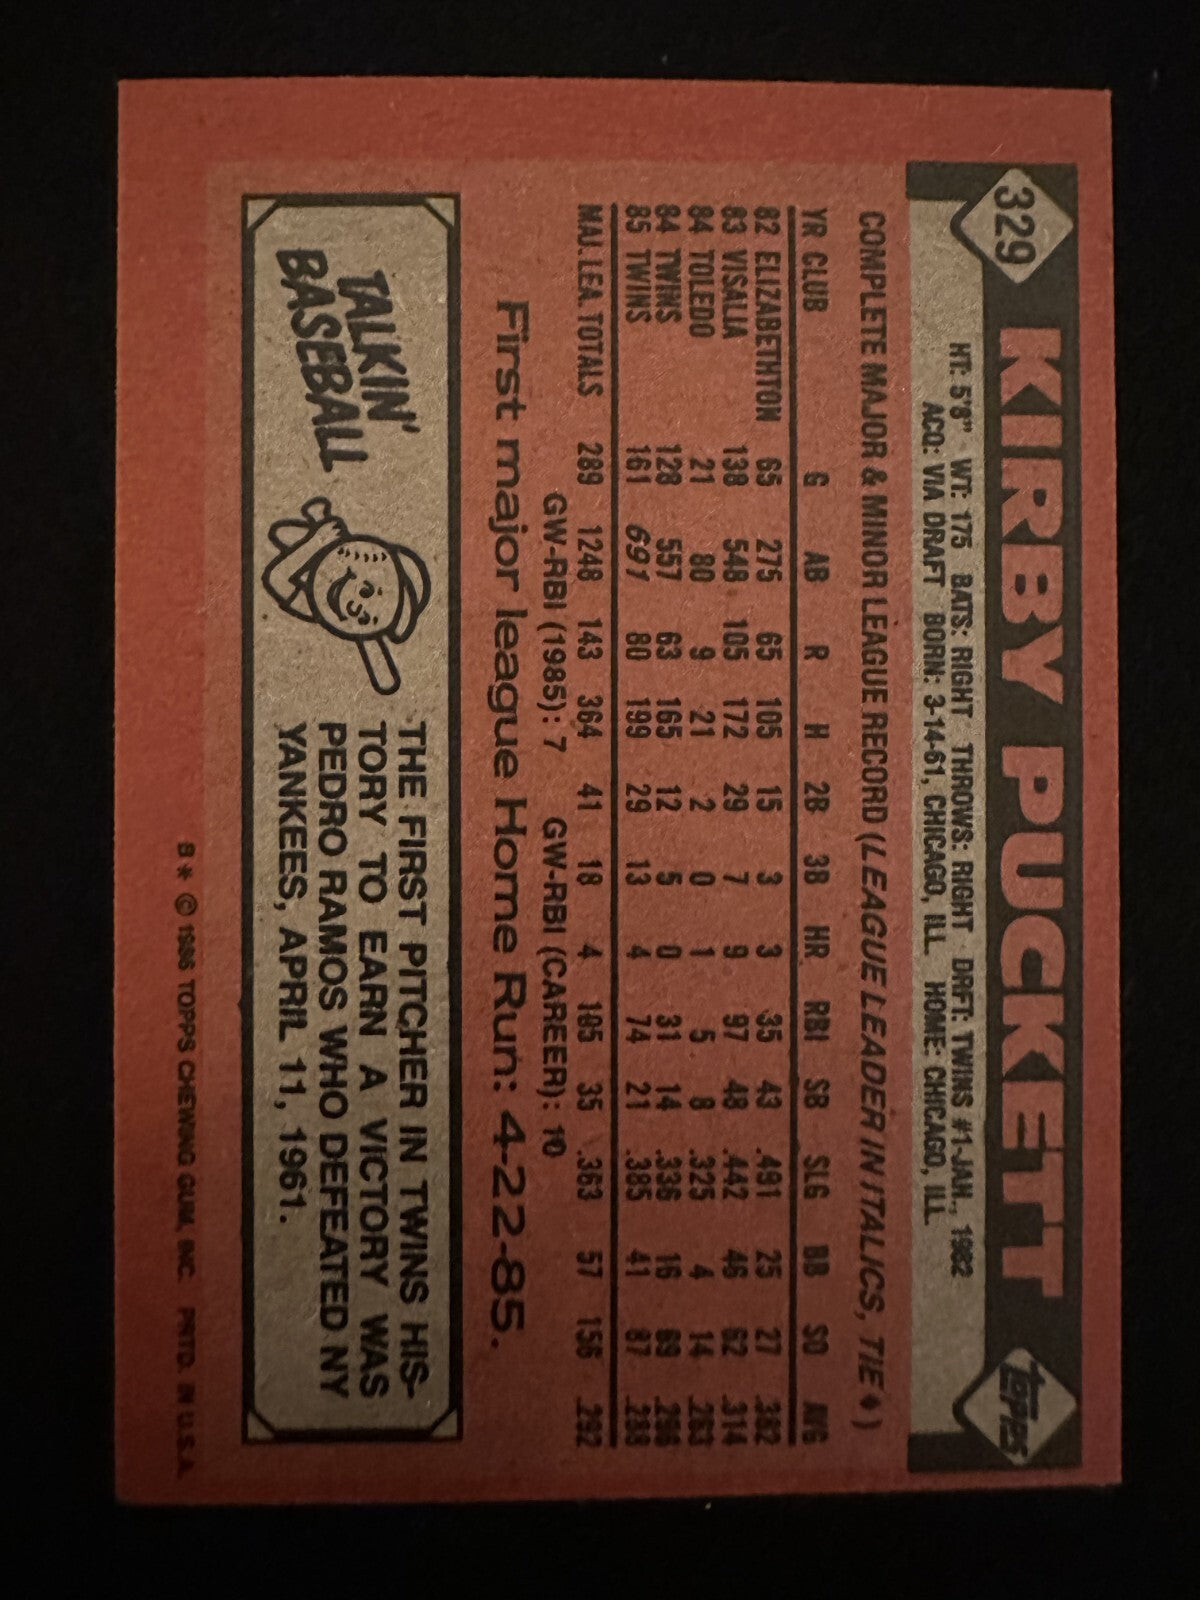 329
KIRBY PUCKETT
TOPPS
HT: 5'8" WT: 175 BATS: RIGHT THROWS: RIGHT DRFT: TWINS #1-JAN., 1982
ACQ: VIA DRAFT BORN: 3-14-61, CHICAGO, ILL. HOME: CHICAGO, ILL.
COMPLETE MAJOR & MINOR LEAGUE RECORD (LEAGUE LEADER IN ITALICS, TIE ♦)
YR CLUB G AB R H 2B 3B HR RBI SB SLG BB SO AVG
82 ELIZABETHTON 65 275 65 105 15 3 3 35 43 .491 25 27 .382
83 VISALIA 138 548 105 172 29 7 9 97 48 .442 46 62 .314
84 TOLEDO 21 80 9 21 2 0 1 5 8 .325 4 14 .263
84 TWINS 128 557 63 165 12 5 0 31 14 .336 16 69 .296
85 TWINS 161 691 80 199 29 13 4 74 21 .385 41 87 .288
MAJ. LEA. TOTALS 289 1248 143 364 41 18 4 105 35 .363 57 156 .292
GW-RBI (1985): 7 GW-RBI (CAREER): 10
First major league Home Run: 4-22-85.
TALKIN'
BASEBALL
THE FIRST PITCHER IN TWINS HIS-
TORY TO EARN A VICTORY WAS
PEDRO RAMOS WHO DEFEATED NY
YANKEES, APRIL 11, 1961.
B * © 1986 TOPPS CHEWING GUM, INC. PRTD. IN U.S.A.